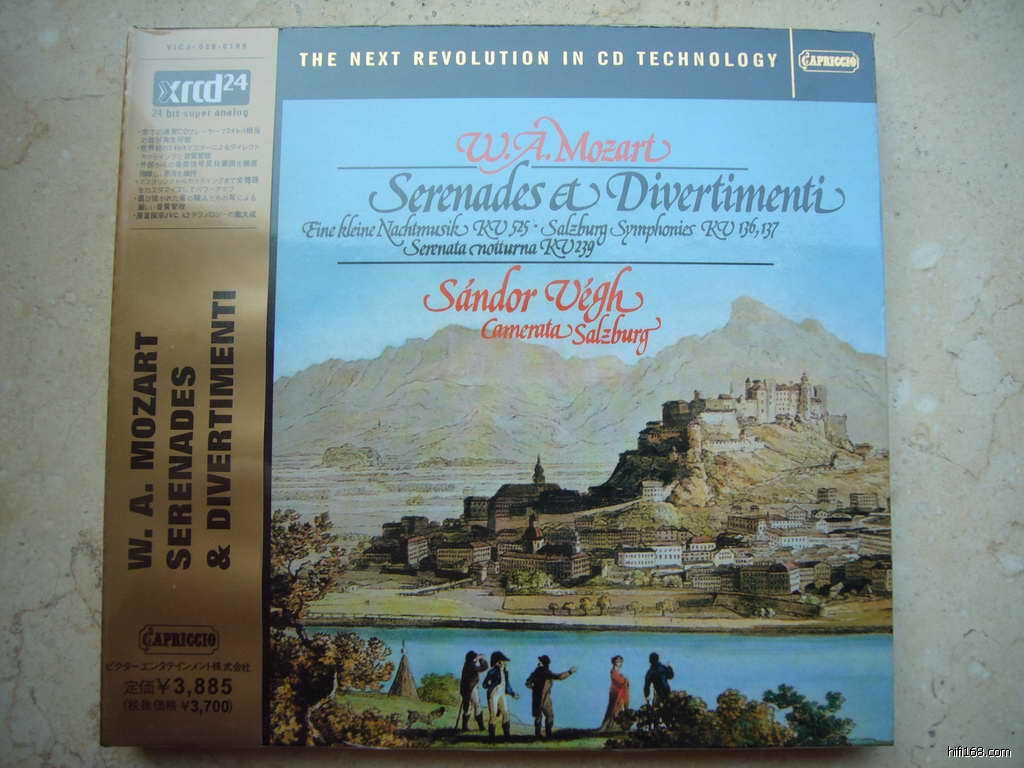 xrcd24
24 bit super analog
W. A. MOZART
SERENADES
& DIVERTIMENTI
CAPRICCIO
ビクターエンタテインメント株式会社
定価¥3,885
(税抜価格 ¥3,700)
THE NEXT REVOLUTION IN CD TECHNOLOGY
CAPRICCIO
W. A. Mozart
Serenades et Divertimenti
Eine kleine Nachtmusik KV 525 · Salzburg Symphonies KV 136, 137
Serenata notturna KV 239
Sándor Végh
Camerata Salzburg
hifi168.com